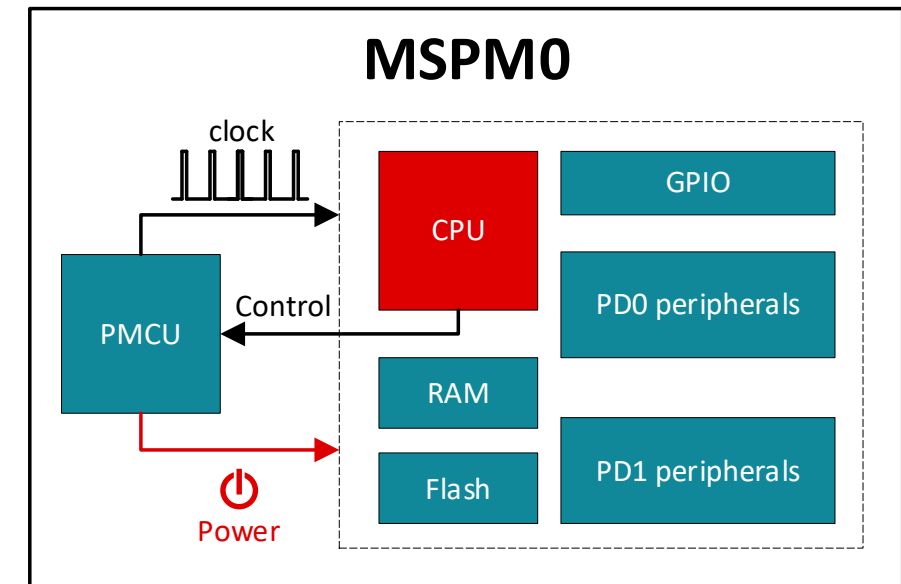 MSPM0
clock
CPU
GPIO
PD0 peripherals
Control
PMCU
RAM
Flash
PD1 peripherals
Power